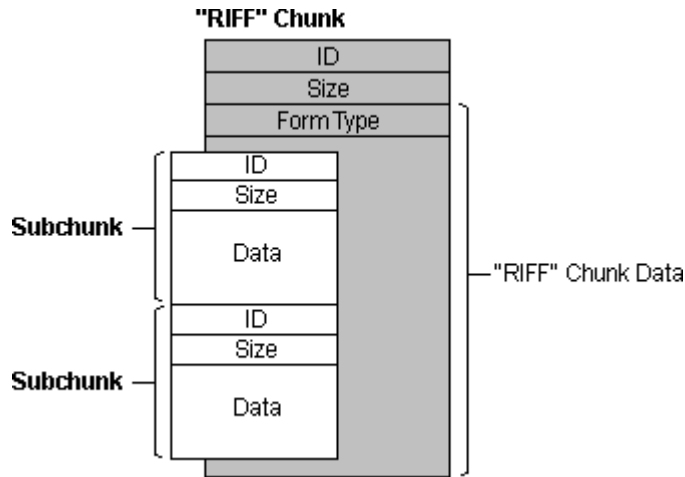 "RIFF" Chunk
ID
Size
Form Type
ID
Size
Subchunk
Data
"RIFF" Chunk Data
ID
Size
Subchunk
Data